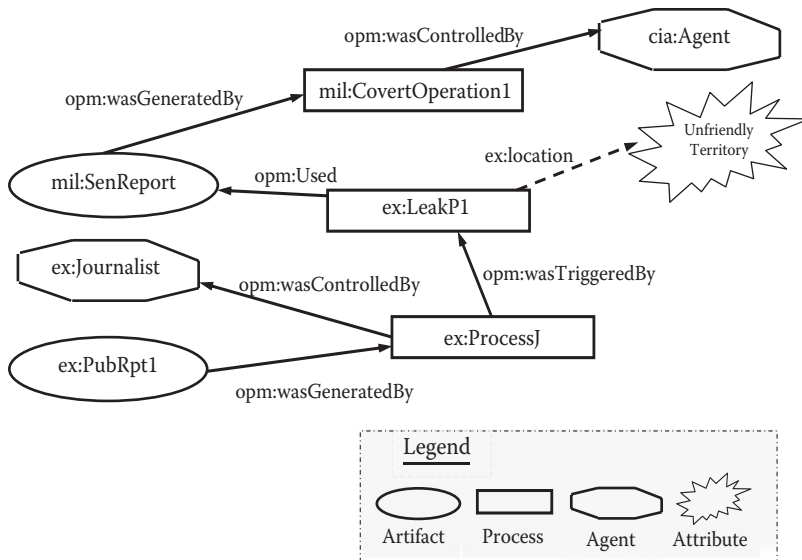 opm:wasControlledBy
cia:Agent
mil:CovertOperation1
opm:wasGeneratedBy
Unfriendly
Territory
ex:location
mil:SenReport
opm:Used
ex:LeakP1
ex:Journalist
opm:wasControlledBy
opm:wasTriggeredBy
ex:ProcessJ
ex:PubRpt1
opm:wasGeneratedBy
Legend
Artifact
Process
Agent
Attribute